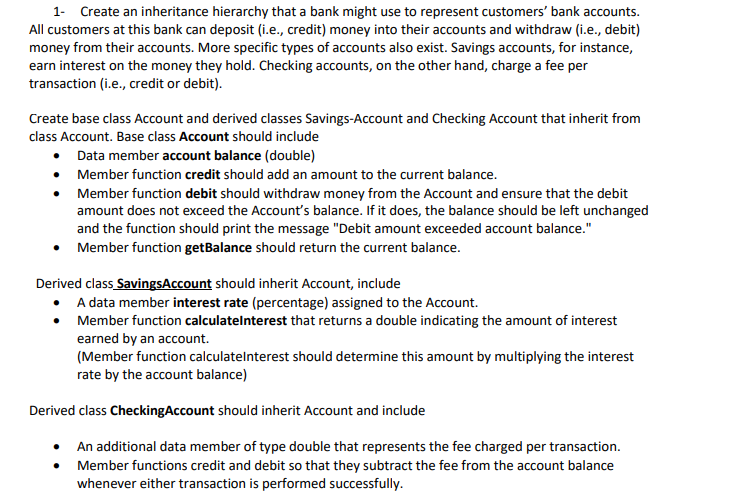 1- Create an inheritance hierarchy that a bank might use to represent customers’ bank accounts.
All customers at this bank can deposit (i.e., credit) money into their accounts and withdraw (i.e., debit)
money from their accounts. More specific types of accounts also exist. Savings accounts, for instance,
earn interest on the money they hold. Checking accounts, on the other hand, charge a fee per
transaction (i.e., credit or debit).
Create base class Account and derived classes Savings-Account and Checking Account that inherit from
class Account. Base class Account should include
• Data member account balance (double)
• Member function credit should add an amount to the current balance.
• Member function debit should withdraw money from the Account and ensure that the debit
amount does not exceed the Account’s balance. If it does, the balance should be left unchanged
and the function should print the message "Debit amount exceeded account balance."
• Member function getBalance should return the current balance.
Derived class SavingsAccount should inherit Account, include
• A data member interest rate (percentage) assigned to the Account.
• Member function calculateInterest that returns a double indicating the amount of interest
earned by an account.
(Member function calculateInterest should determine this amount by multiplying the interest
rate by the account balance)
Derived class CheckingAccount should inherit Account and include
• An additional data member of type double that represents the fee charged per transaction.
• Member functions credit and debit so that they subtract the fee from the account balance
whenever either transaction is performed successfully.